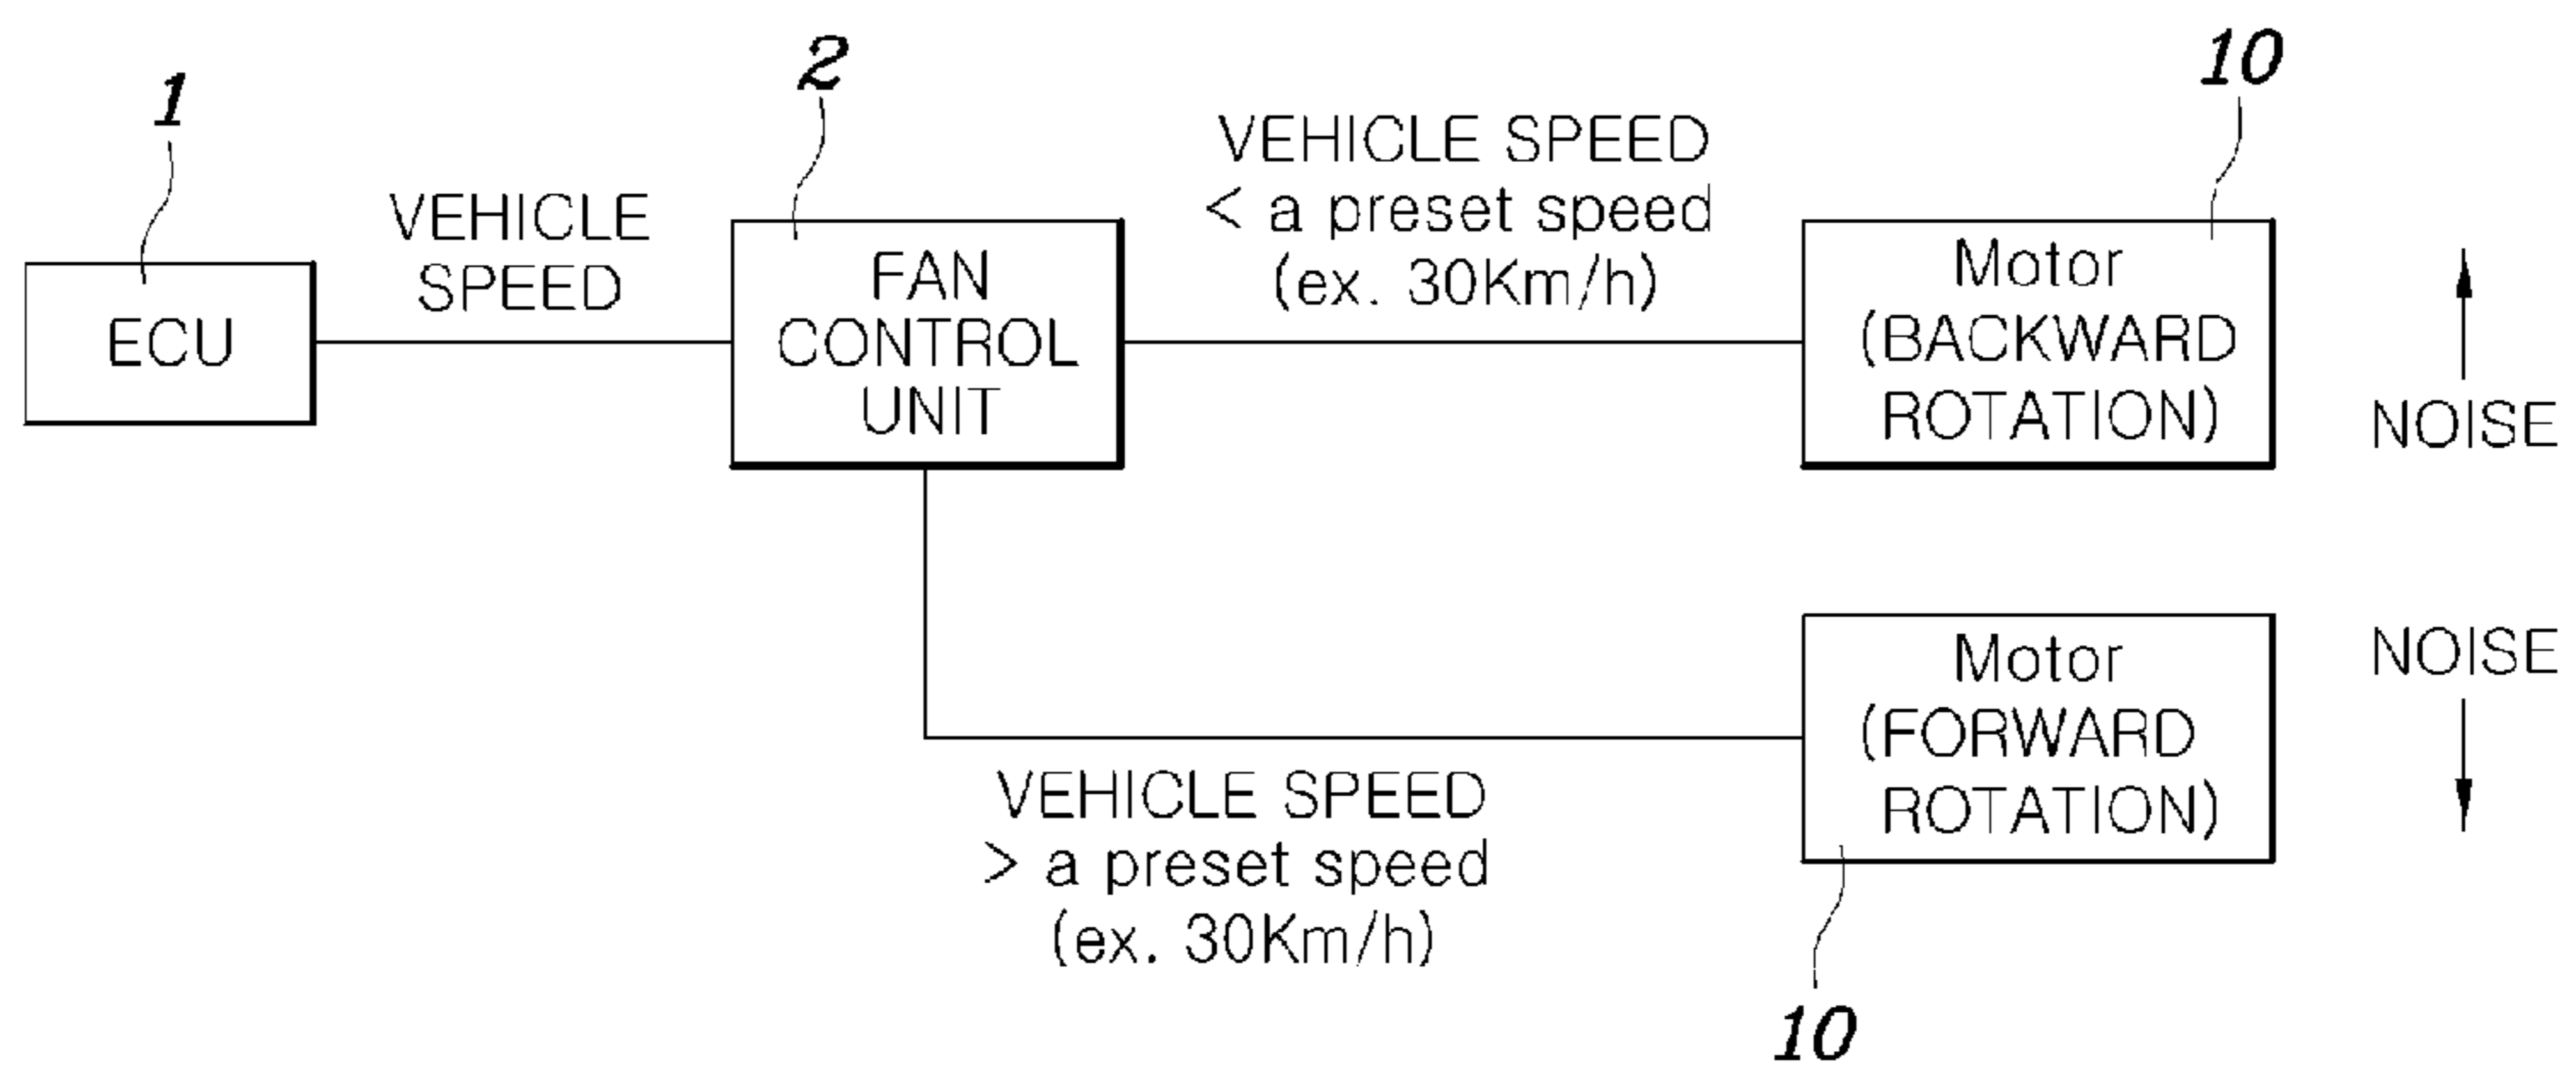 1
ECU
VEHICLE
SPEED
2
FAN
CONTROL
UNIT
VEHICLE SPEED
< a preset speed
(ex. 30Km/h)
10
Motor
(BACKWARD
ROTATION)
NOISE
VEHICLE SPEED
> a preset speed
(ex. 30Km/h)
Motor
(FORWARD
ROTATION)
10
NOISE